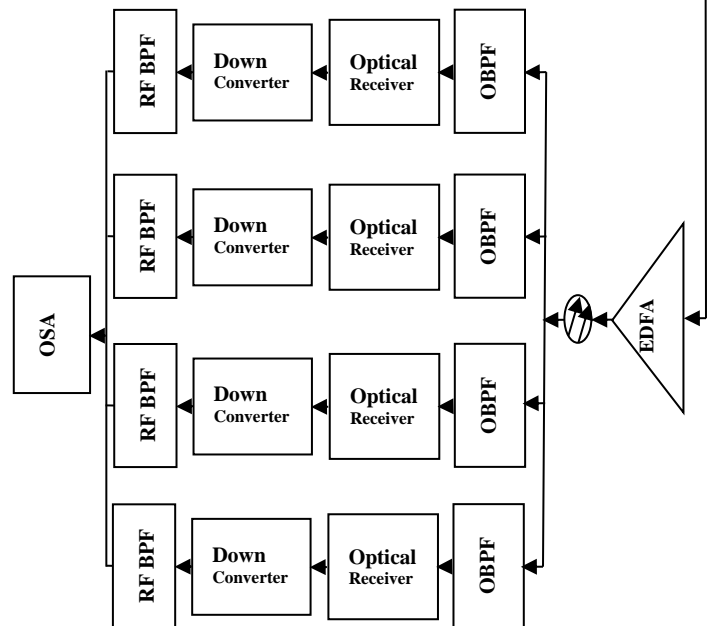 RF BPF
Down
Converter
Optical
Receiver
OBPF
RF BPF
Down
Converter
Optical
Receiver
OBPF
OSA
EDFA
RF BPF
Down
Converter
Optical
Receiver
OBPF
RF BPF
Down
Converter
Optical
Receiver
OBPF